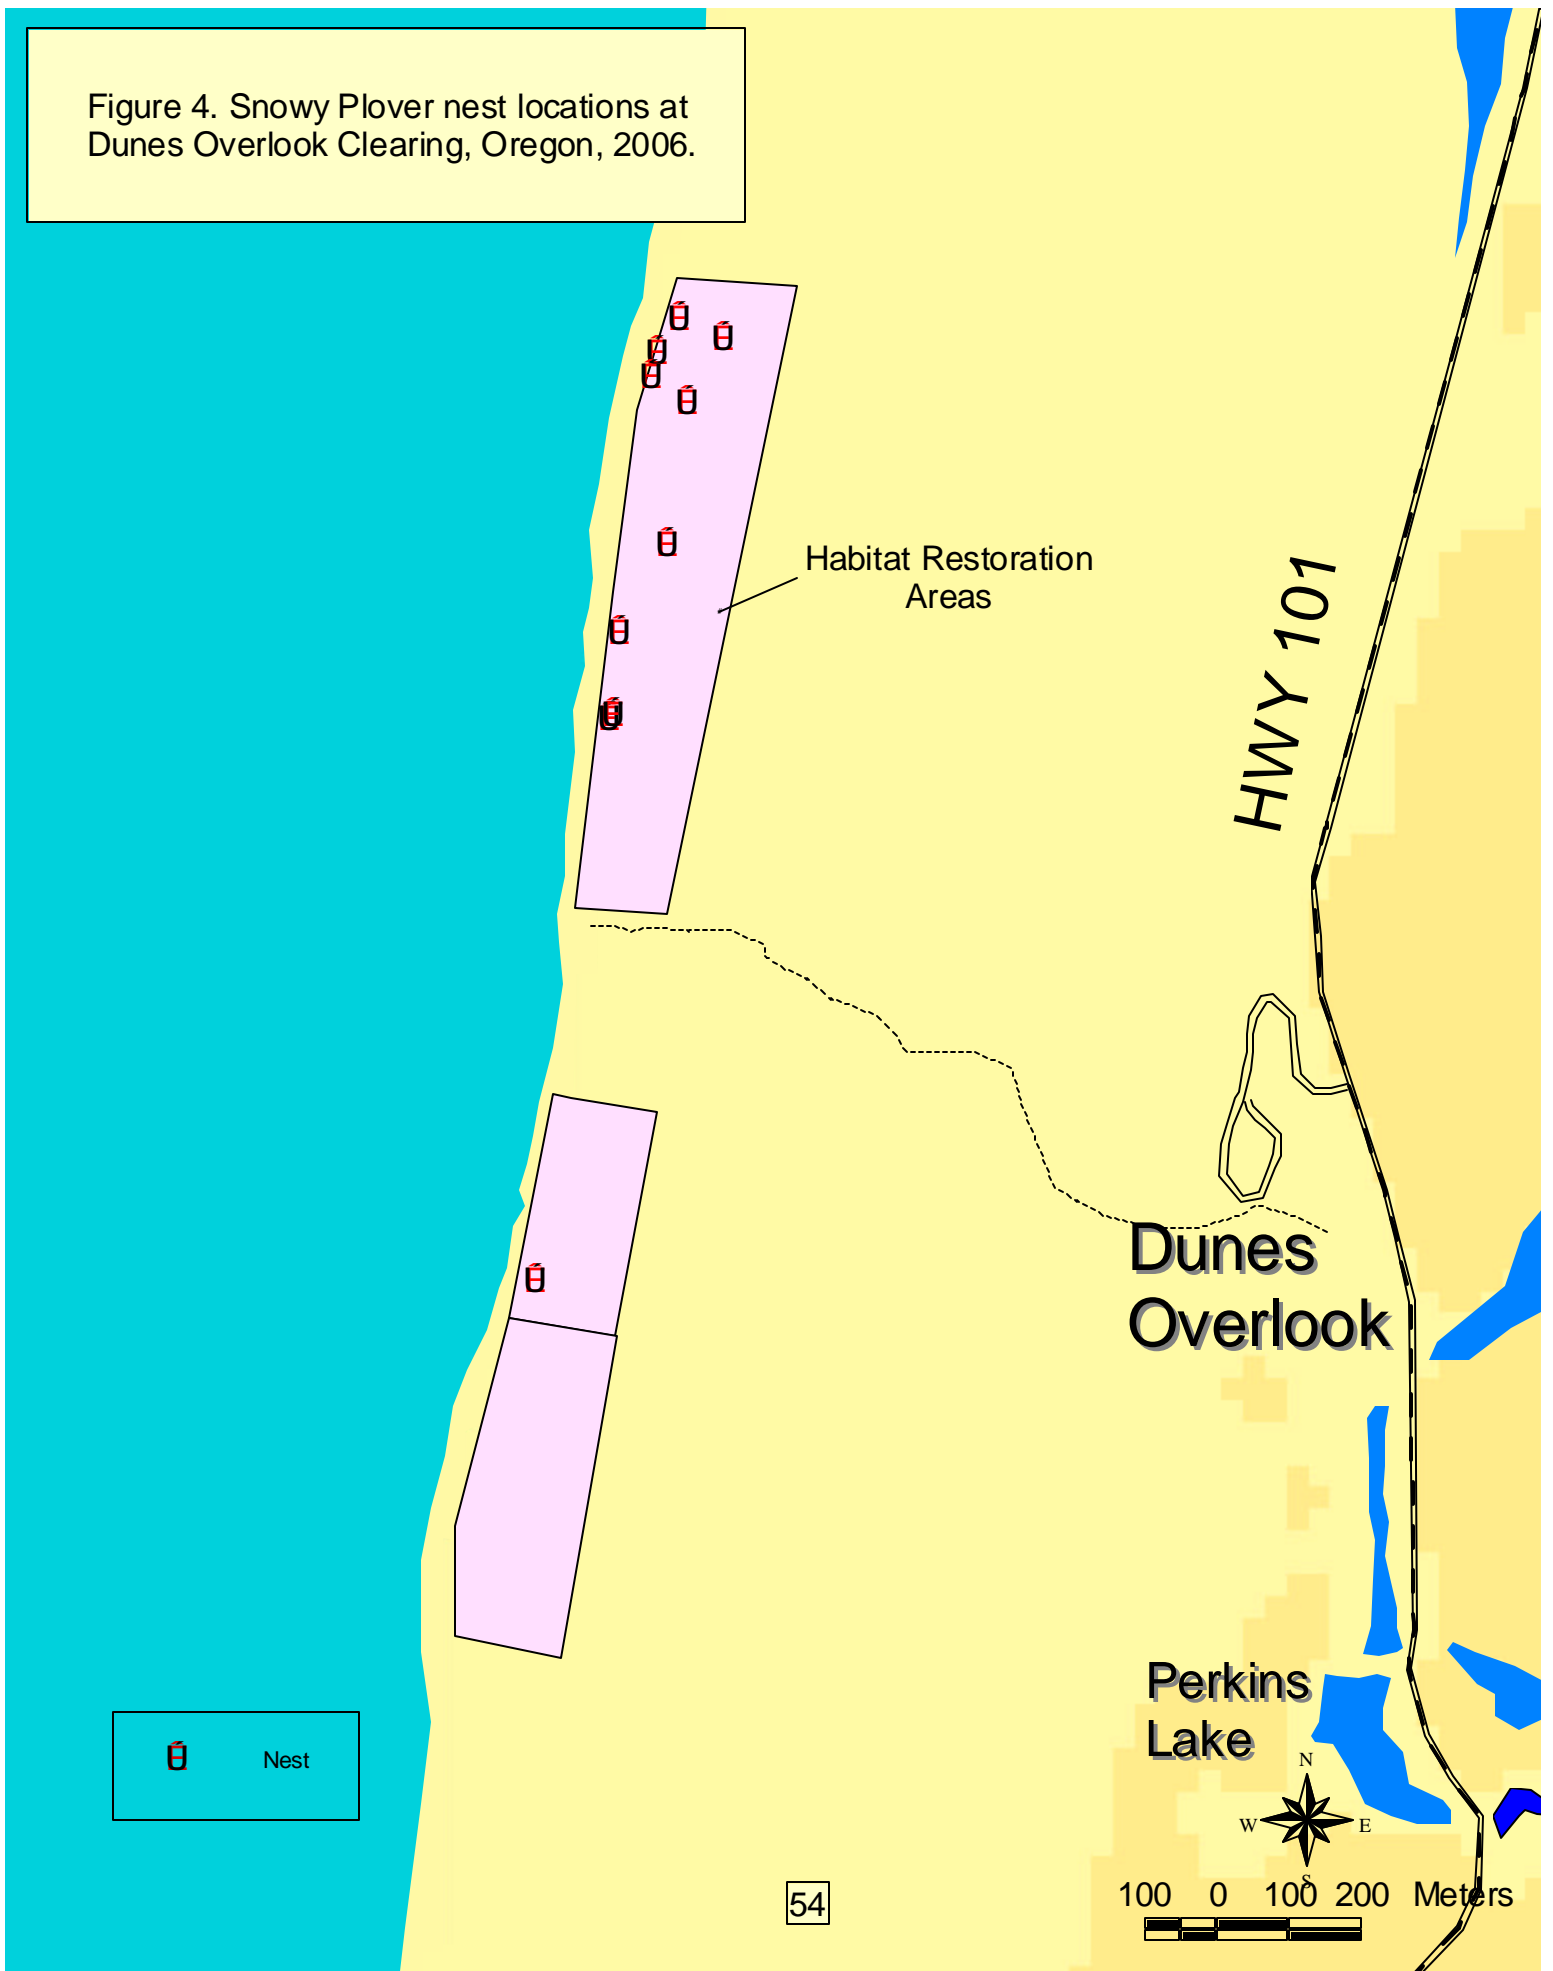 Figure 4. Snowy Plover nest locations at
Dunes Overlook Clearing, Oregon, 2006.
Habitat Restoration
Areas
HWY 101
Dunes
Overlook
Perkins
Lake
Nest
N
W E
S
100 0 100 200 Meters
54